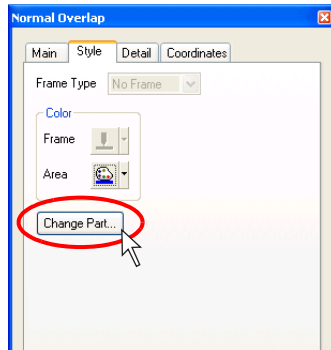 Normal Overlap
Main Style Detail Coordinates
Frame Type No Frame
Color
Frame
Area
Change Part...